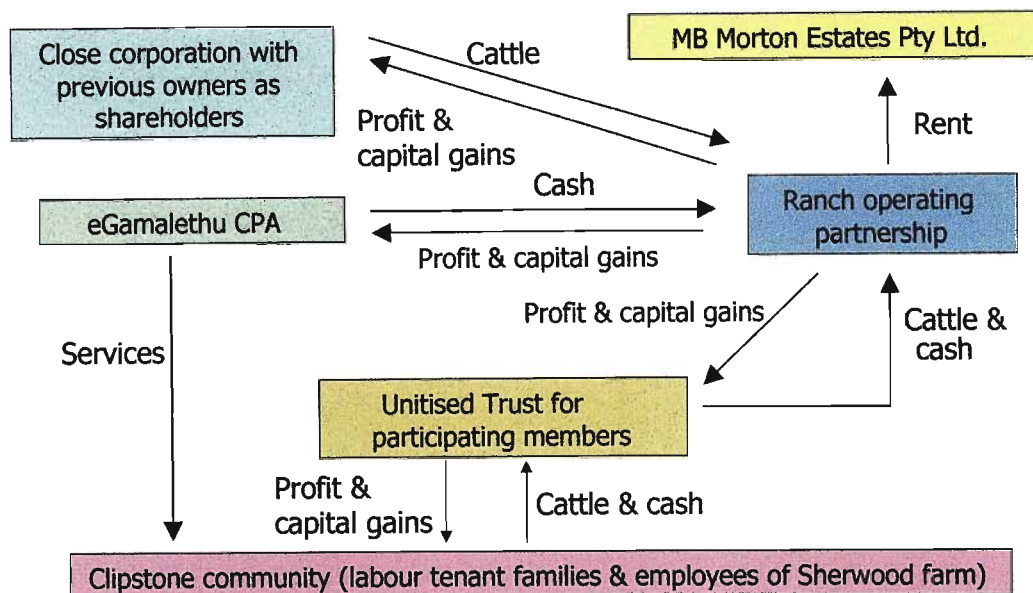 Close corporation with
previous owners as
shareholders
MB Morton Estates Pty Ltd.
Cattle
Profit &
capital gains
Rent
Cash
eGamalethu CPA
Ranch operating
partnership
Profit & capital gains
Profit & capital gains
Cattle &
cash
Services
Unitised Trust for
participating members
Profit &
capital gains
Cattle & cash
Clipstone community (labour tenant families & employees of Sherwood farm)